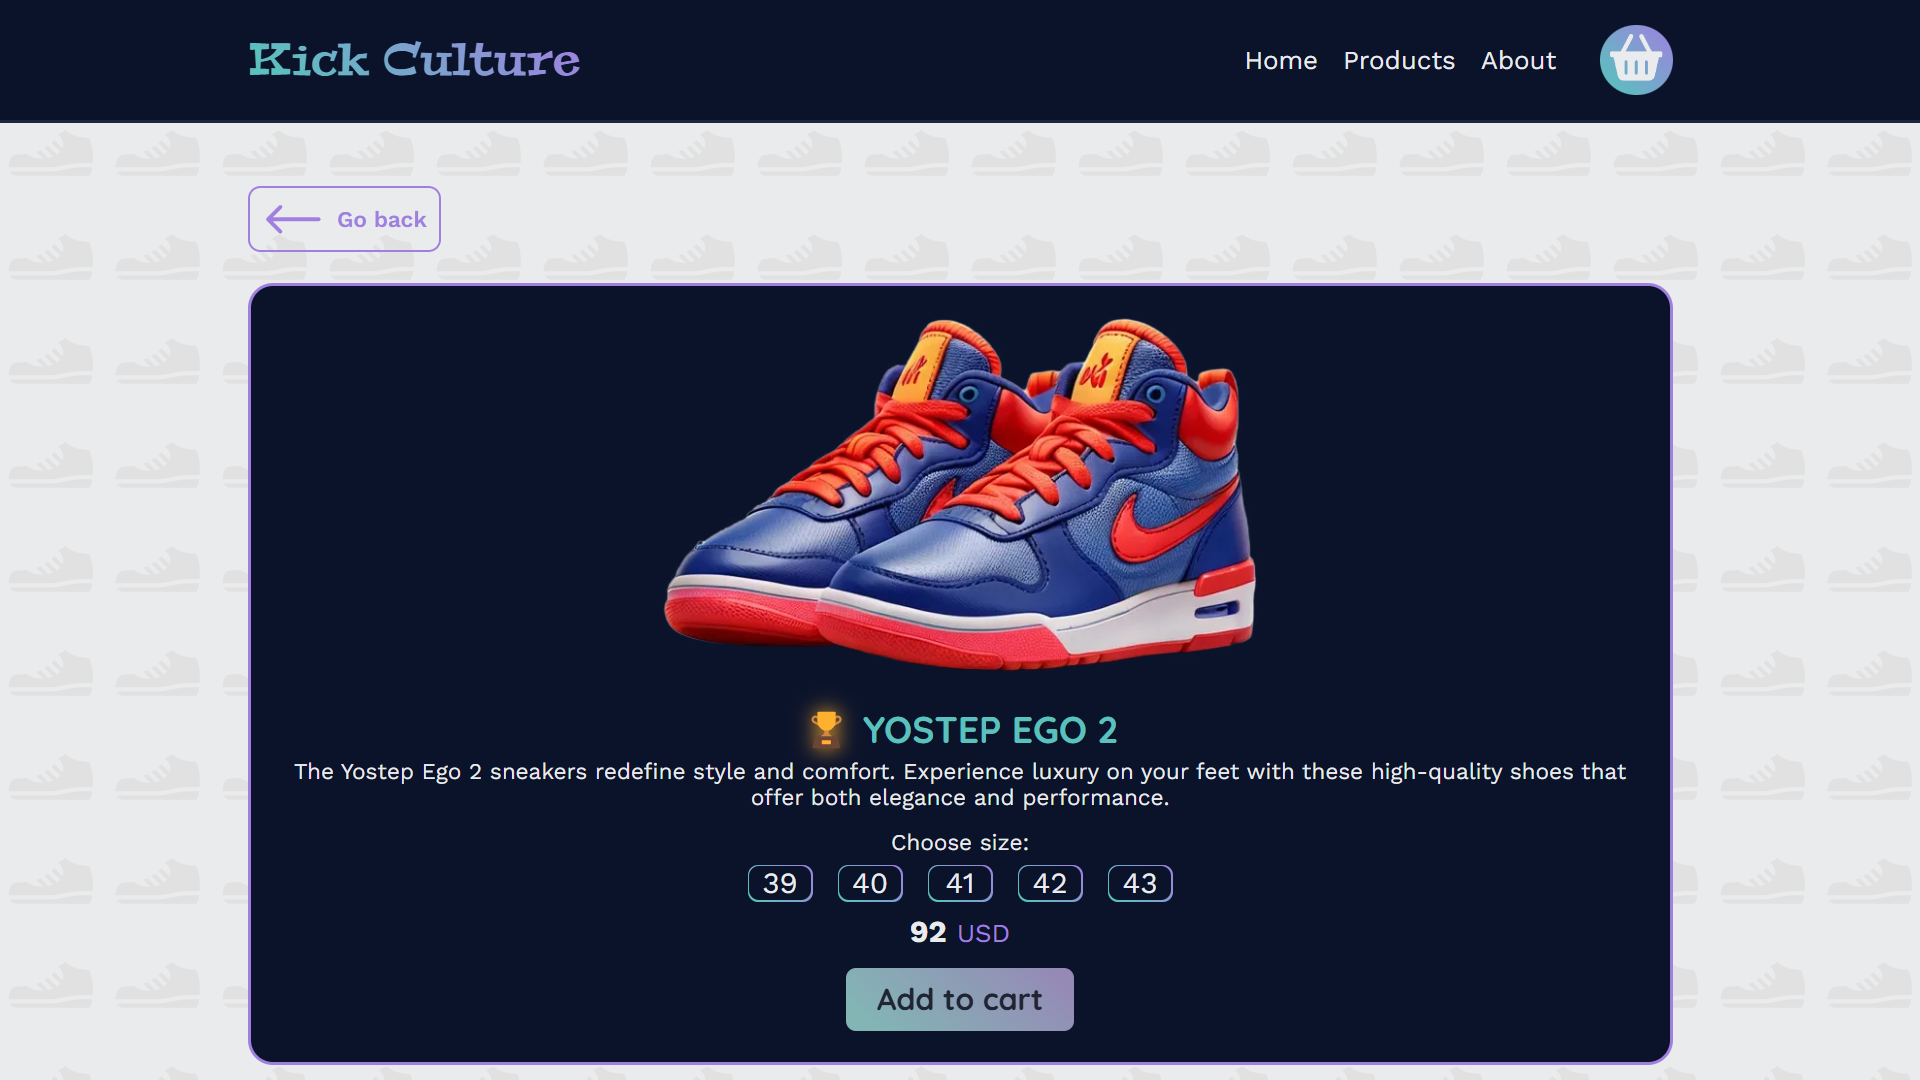 Kick Culture
Home Products About
Go back
YOSTEP EGO 2
The Yostep Ego 2 sneakers redefine style and comfort. Experience luxury on your feet with these high-quality shoes that
offer both elegance and performance.
Choose size:
39 40 41 42 43
92 USD
Add to cart